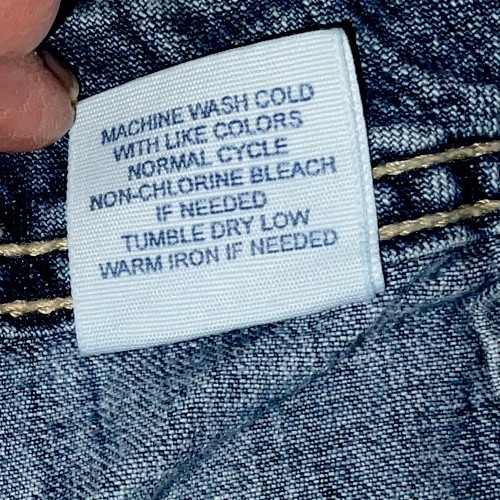 MACHINE WASH COLD
WITH LIKE COLORS
NORMAL CYCLE
NON-CHLORINE BLEACH
IF NEEDED
TUMBLE DRY LOW
WARM IRON IF NEEDED